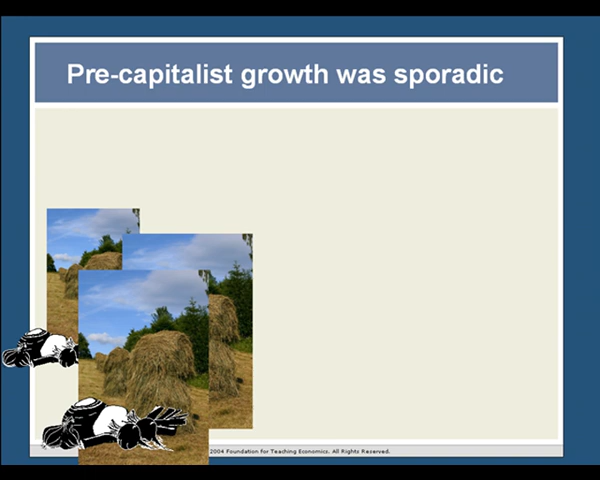 Pre-capitalist growth was sporadic
2004 Foundation for Teaching Economics. All Rights Reserved.